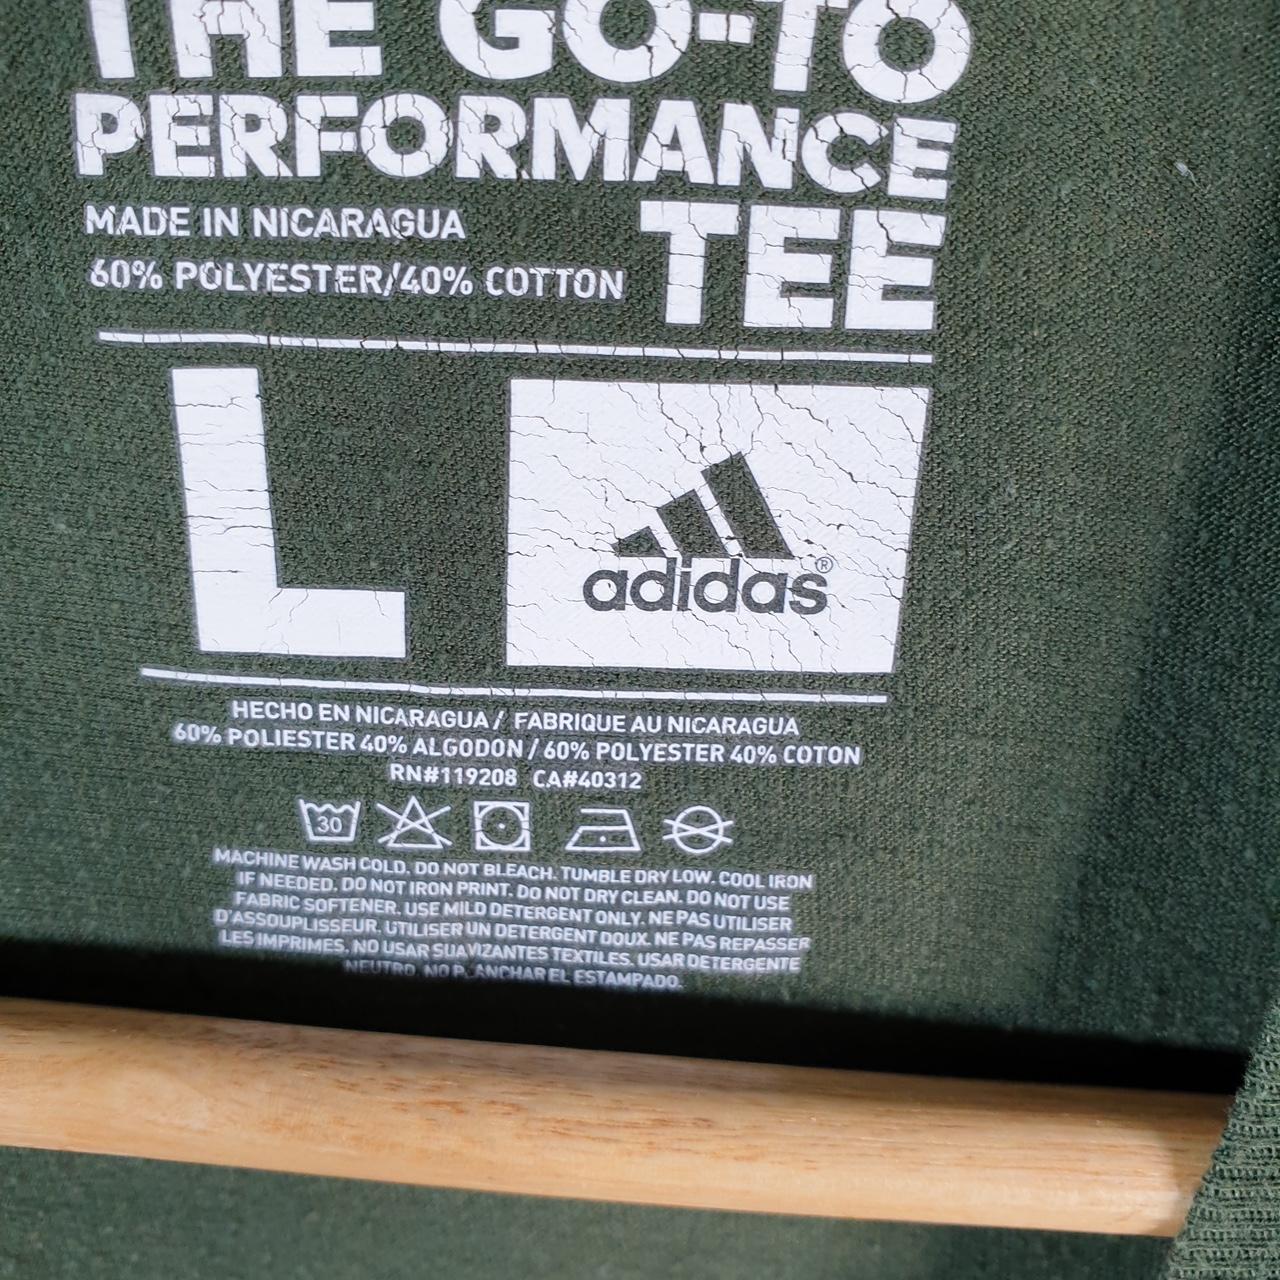 THE GO-TO
PERFORMANCE
MADE IN NICARAGUA
60% POLYESTER/40% COTTON
TEE
L
adidas®
HECHO EN NICARAGUA / FABRIQUE AU NICARAGUA
60% POLIESTER 40% ALGODON / 60% POLYESTER 40% COTON
RN#119208 CA#40312
30
MACHINE WASH COLD. DO NOT BLEACH. TUMBLE DRY LOW. COOL IRON
IF NEEDED. DO NOT IRON PRINT. DO NOT DRY CLEAN. DO NOT USE
FABRIC SOFTENER. USE MILD DETERGENT ONLY. NE PAS UTILISER
D'ASSOUPLISSEUR. UTILISER UN DETERGENT DOUX. NE PAS REPASSER
LES IMPRIMES. NO USAR SUAVIZANTES TEXTILES. USAR DETERGENTE
NEUTRO. NO PLANCHAR EL ESTAMPADO.